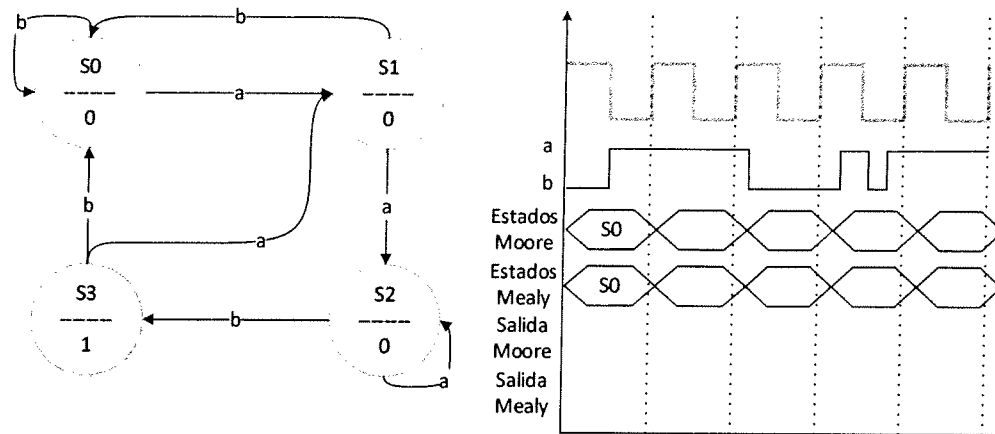 b
b
S0
----
0
a
S1
----
0
b
a
a
S3
----
1
b
S2
----
0
a
a
b
Estados
Moore
S0
Estados
Mealy
S0
Salida
Moore
Salida
Mealy